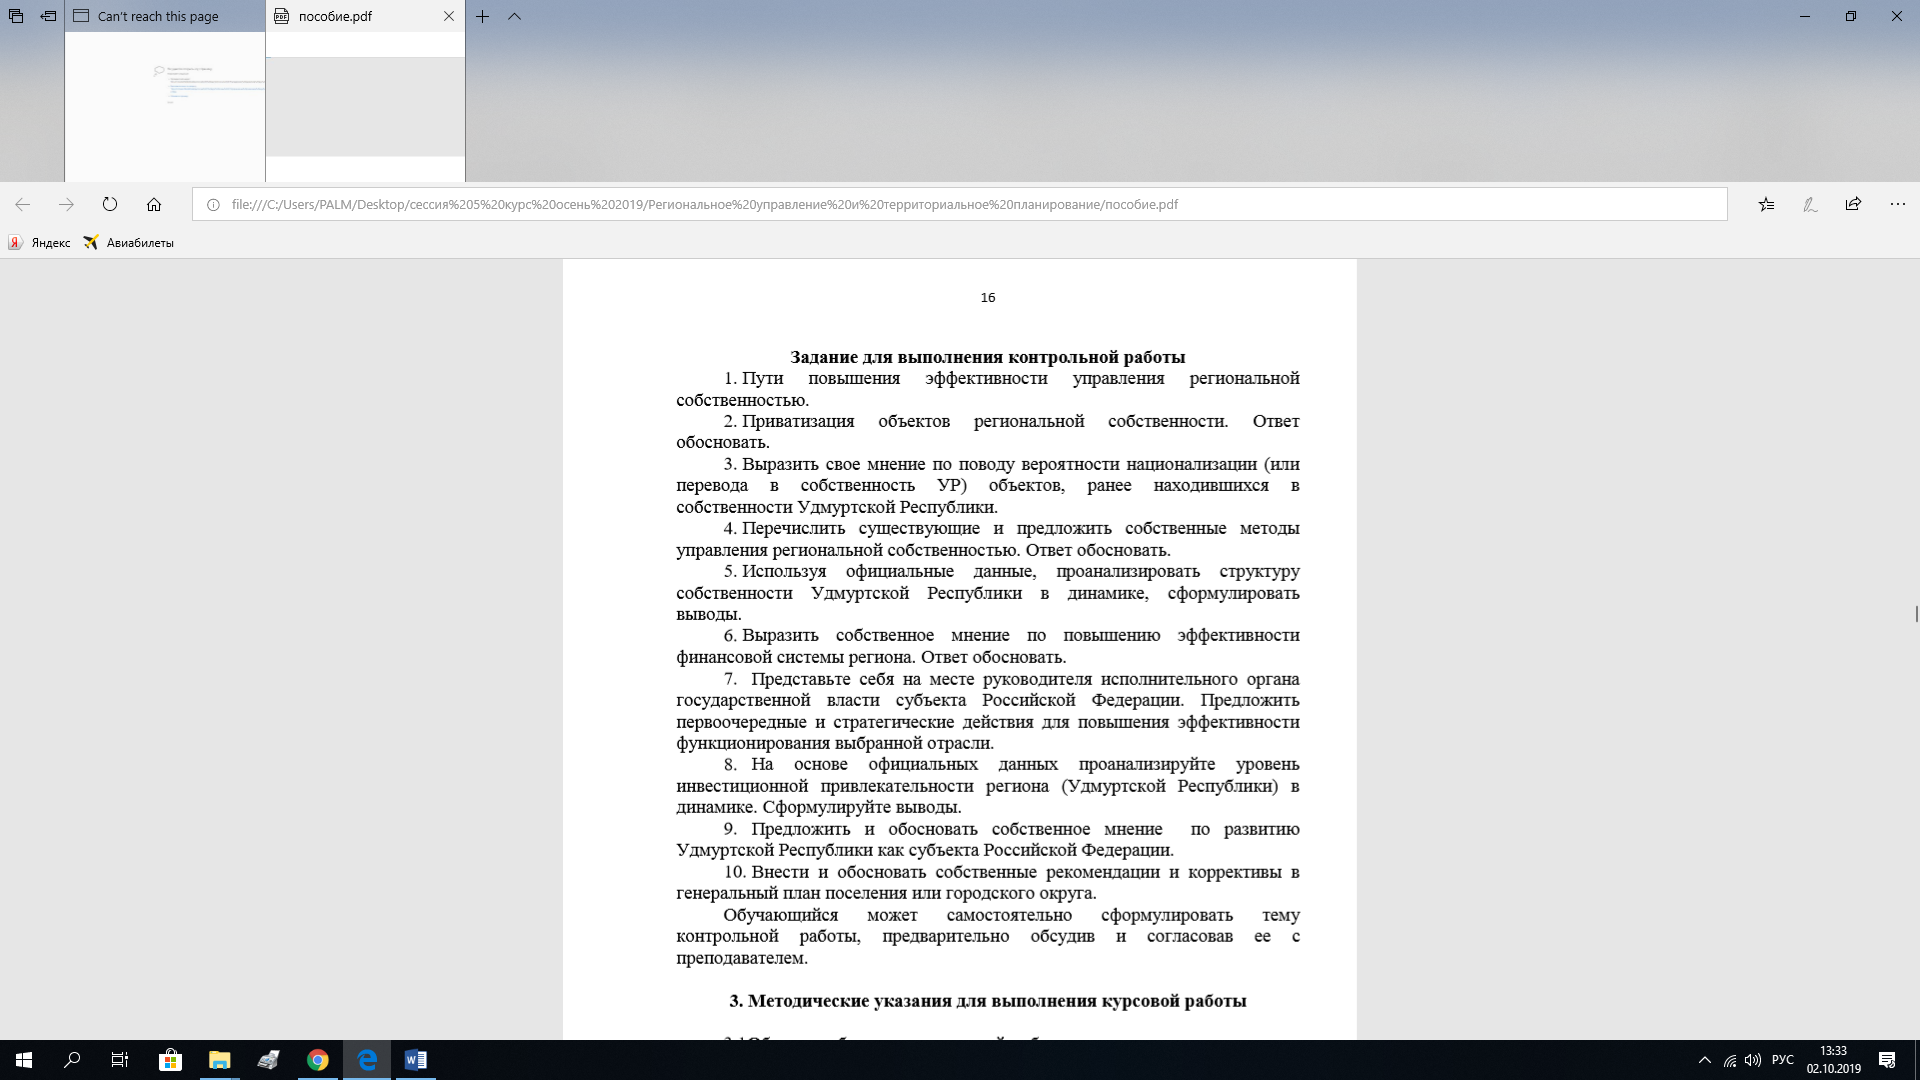 Can't reach this page
пособие.pdf
file:///C:/Users/PALM/Desktop/сессия%205%20курс%20осень%202019/Региональное%20управление%20и%20территориальное%20планирование/пособие.pdf
Яндекс
Авиабилеты
16
Задание для выполнения контрольной работы
1. Пути повышения эффективности управления региональной
собственностью.
2. Приватизация объектов региональной собственности. Ответ
обосновать.
3. Выразить свое мнение по поводу вероятности национализации (или
перевода в собственность УР) объектов, ранее находившихся в
собственности Удмуртской Республики.
4. Перечислить существующие и предложить собственные методы
управления региональной собственностью. Ответ обосновать.
5. Используя официальные данные, проанализировать структуру
собственности Удмуртской Республики в динамике, сформулировать
выводы.
6. Выразить собственное мнение по повышению эффективности
финансовой системы региона. Ответ обосновать.
7. Представьте себя на месте руководителя исполнительного органа
государственной власти субъекта Российской Федерации. Предложить
первоочередные и стратегические действия для повышения эффективности
функционирования выбранной отрасли.
8. На основе официальных данных проанализируйте уровень
инвестиционной привлекательности региона (Удмуртской Республики) в
динамике. Сформулируйте выводы.
9. Предложить и обосновать собственное мнение по развитию
Удмуртской Республики как субъекта Российской Федерации.
10. Внести и обосновать собственные рекомендации и коррективы в
генеральный план поселения или городского округа.
Обучающийся может самостоятельно сформулировать тему
контрольной работы, предварительно обсудив и согласовав ее с
преподавателем.
3. Методические указания для выполнения курсовой работы
РУС
13:33
02.10.2019